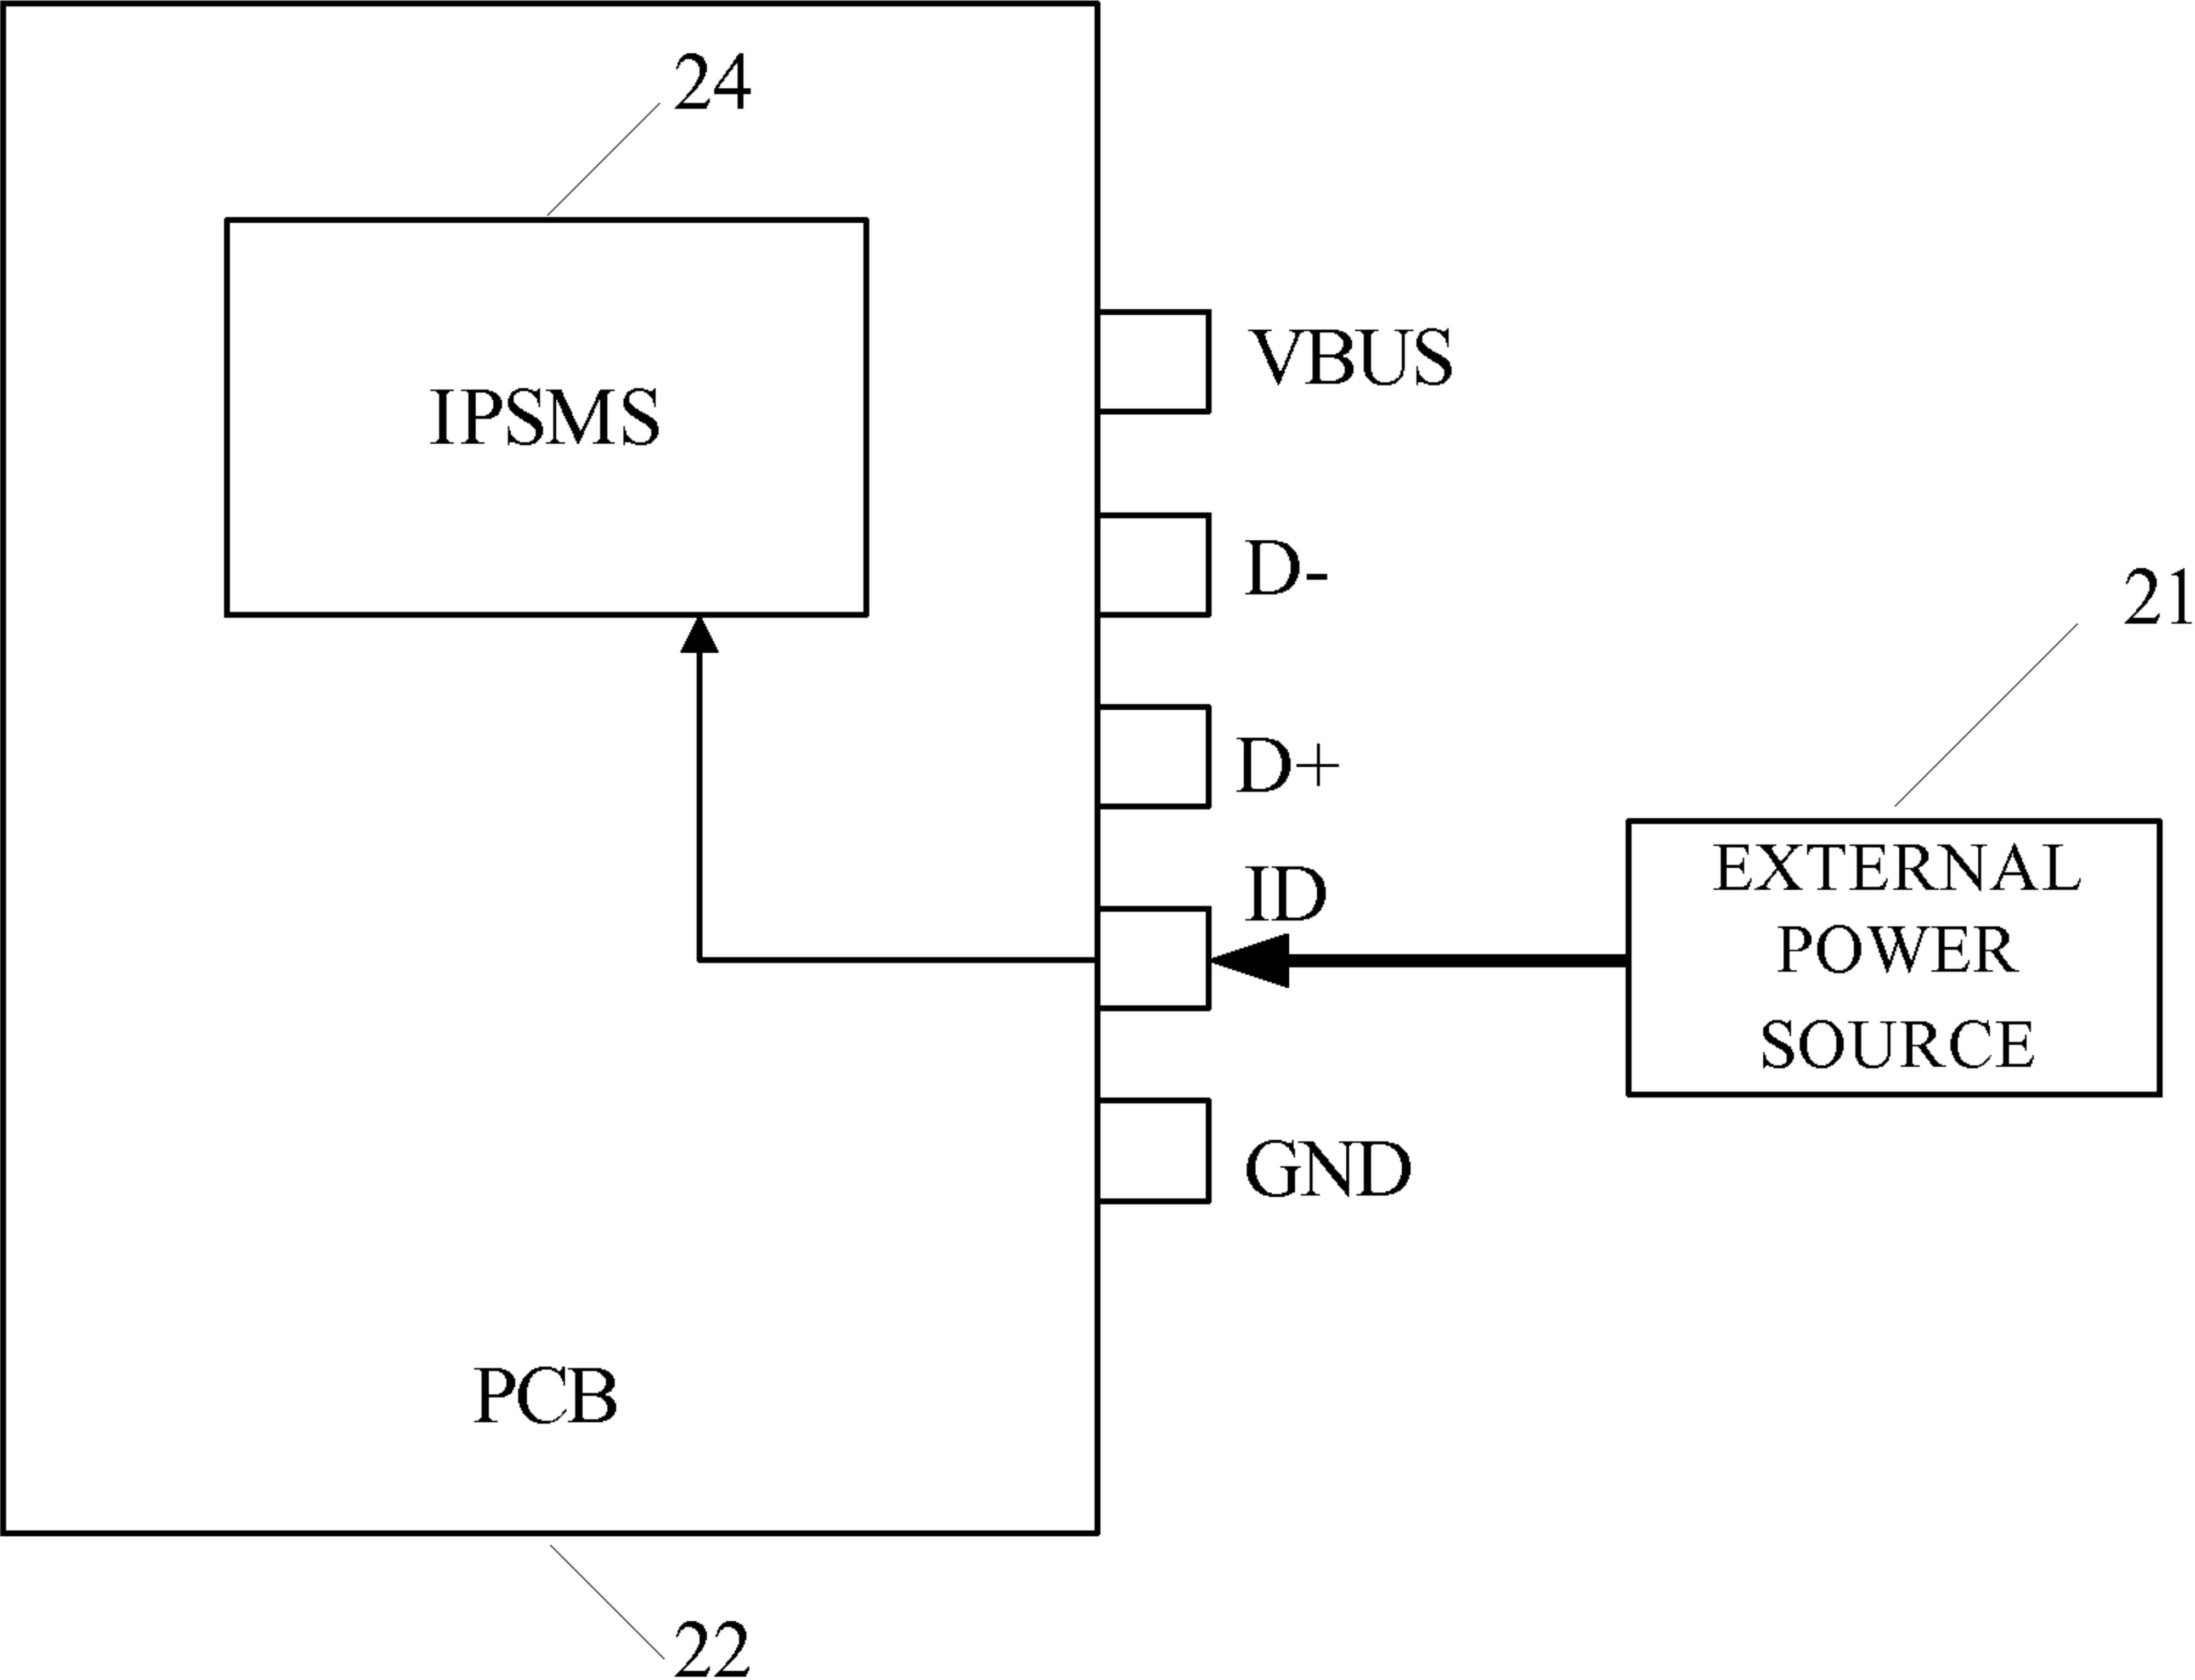 24
IPSMS
VBUS
D-
D+
ID
GND
21
EXTERNAL
POWER
SOURCE
PCB
22